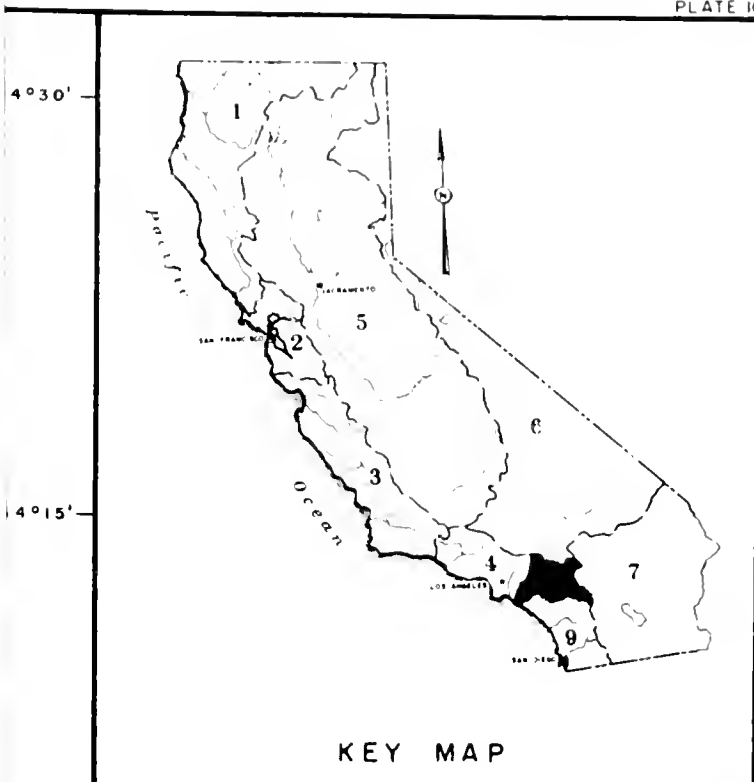 PLATE 1
4°30'
1
Pacific
SACRAMENTO
5
SAN FRANCISCO
2
6
3
Ocean
4°15'
4
7
LOS ANGELES
9
SAN DIEGO
N
KEY MAP